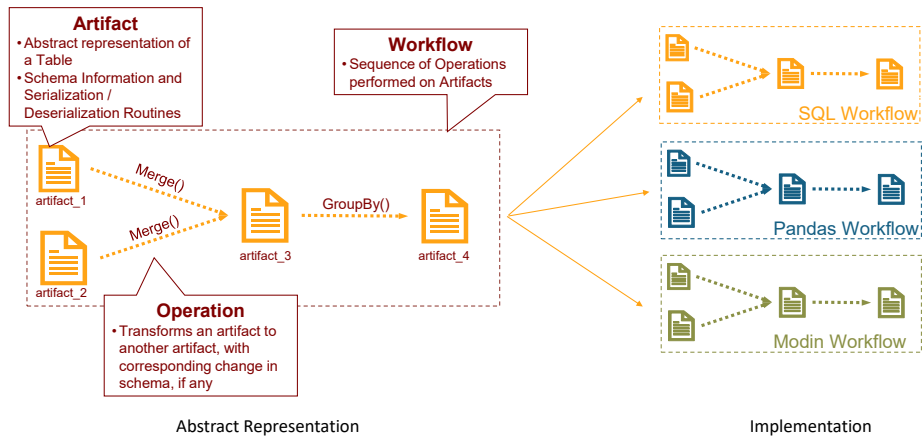 Artifact
• Abstract representation of
a Table
• Schema Information and
Serialization /
Deserialization Routines
Workflow
• Sequence of Operations
performed on Artifacts
artifact_1
Merge()
Merge()
artifact_2
artifact_3
GroupBy()
artifact_4
Operation
• Transforms an artifact to
another artifact, with
corresponding change in
schema, if any
Abstract Representation
SQL Workflow
Pandas Workflow
Modin Workflow
Implementation